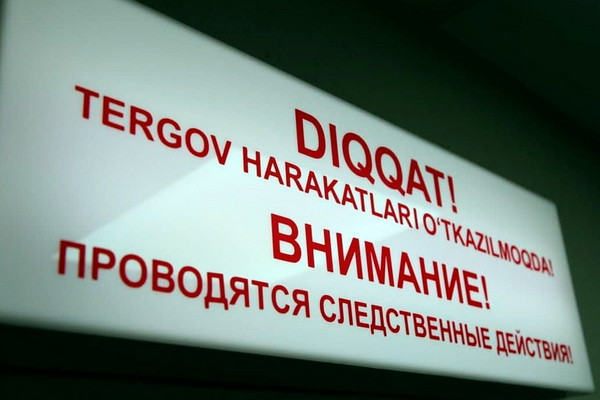 DIQQAT!
TERGOV HARAKATLARI O‘TKAZILMOQDA!
ВНИМАНИЕ!
ПРОВОДЯТСЯ СЛЕДСТВЕННЫЕ ДЕЙСТВИЯ!